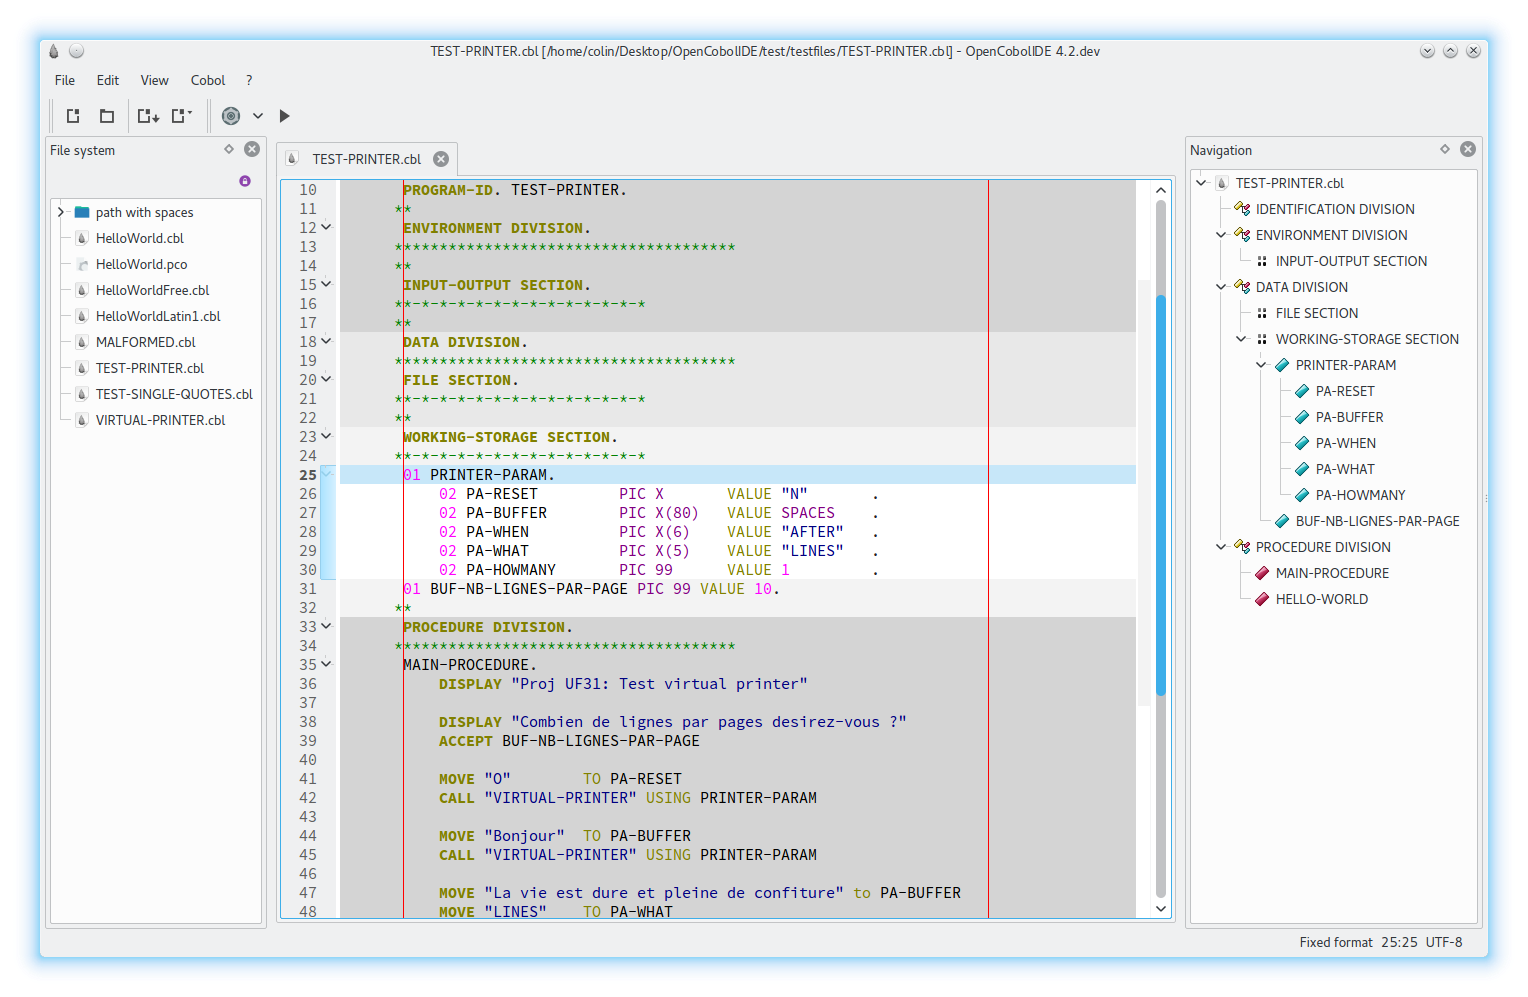 TEST-PRINTER.cbl [/home/colin/Desktop/OpenCobolIDE/test/testfiles/TEST-PRINTER.cbl] - OpenCobolIDE 4.2.dev
File Edit View Cobol ?
File system
path with spaces
HelloWorld.cbl
HelloWorld.pco
HelloWorldFree.cbl
HelloWorldLatin1.cbl
MALFORMED.cbl
TEST-PRINTER.cbl
TEST-SINGLE-QUOTES.cbl
VIRTUAL-PRINTER.cbl
TEST-PRINTER.cbl
10 PROGRAM-ID. TEST-PRINTER.
11 **
12 ENVIRONMENT DIVISION.
13 **************************************
14 **
15 INPUT-OUTPUT SECTION.
16 **-*-*-*-*-*-*-*-*-*-*-*-*-*
17 **
18 DATA DIVISION.
19 **************************************
20 FILE SECTION.
21 **-*-*-*-*-*-*-*-*-*-*-*-*-*
22 **
23 WORKING-STORAGE SECTION.
24 **-*-*-*-*-*-*-*-*-*-*-*-*-*
25 01 PRINTER-PARAM.
26 02 PA-RESET PIC X VALUE "N" .
27 02 PA-BUFFER PIC X(80) VALUE SPACES .
28 02 PA-WHEN PIC X(6) VALUE "AFTER" .
29 02 PA-WHAT PIC X(5) VALUE "LINES" .
30 02 PA-HOWMANY PIC 99 VALUE 1 .
31 01 BUF-NB-LIGNES-PAR-PAGE PIC 99 VALUE 10.
32 **
33 PROCEDURE DIVISION.
34 **************************************
35 MAIN-PROCEDURE.
36 DISPLAY "Proj UF31: Test virtual printer"
37
38 DISPLAY "Combien de lignes par pages desirez-vous ?"
39 ACCEPT BUF-NB-LIGNES-PAR-PAGE
40
41 MOVE "O" TO PA-RESET
42 CALL "VIRTUAL-PRINTER" USING PRINTER-PARAM
43
44 MOVE "Bonjour" TO PA-BUFFER
45 CALL "VIRTUAL-PRINTER" USING PRINTER-PARAM
46
47 MOVE "La vie est dure et pleine de confiture" to PA-BUFFER
48 MOVE "LINES" TO PA-WHAT
Navigation
TEST-PRINTER.cbl
IDENTIFICATION DIVISION
ENVIRONMENT DIVISION
INPUT-OUTPUT SECTION
DATA DIVISION
FILE SECTION
WORKING-STORAGE SECTION
PRINTER-PARAM
PA-RESET
PA-BUFFER
PA-WHEN
PA-WHAT
PA-HOWMANY
BUF-NB-LIGNES-PAR-PAGE
PROCEDURE DIVISION
MAIN-PROCEDURE
HELLO-WORLD
Fixed format 25:25 UTF-8